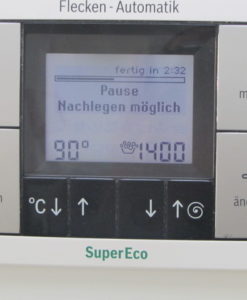 Flecken - Automatik
fertig in 2:32
Pause
Nachlegen möglich
90° 1400
°C
SuperEco